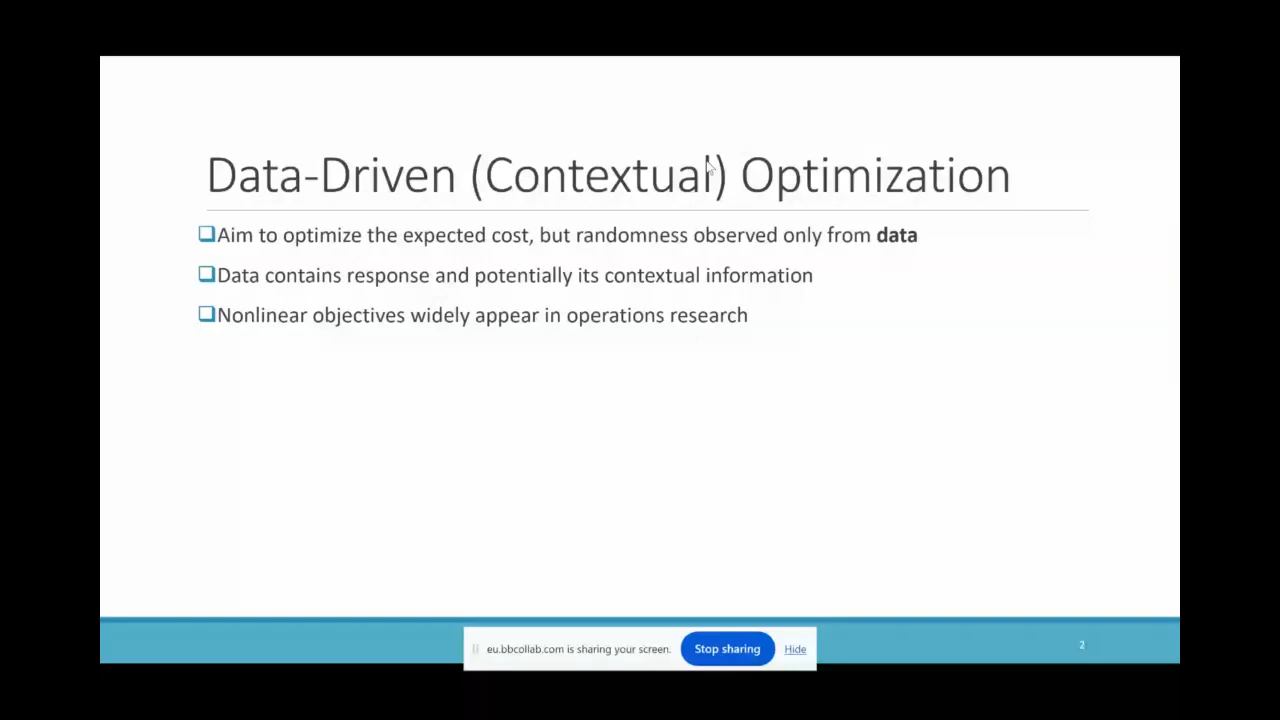 Data-Driven (Contextual) Optimization
Aim to optimize the expected cost, but randomness observed only from data
Data contains response and potentially its contextual information
Nonlinear objectives widely appear in operations research
eu.bbcollab.com is sharing your screen. Stop sharing Hide
2